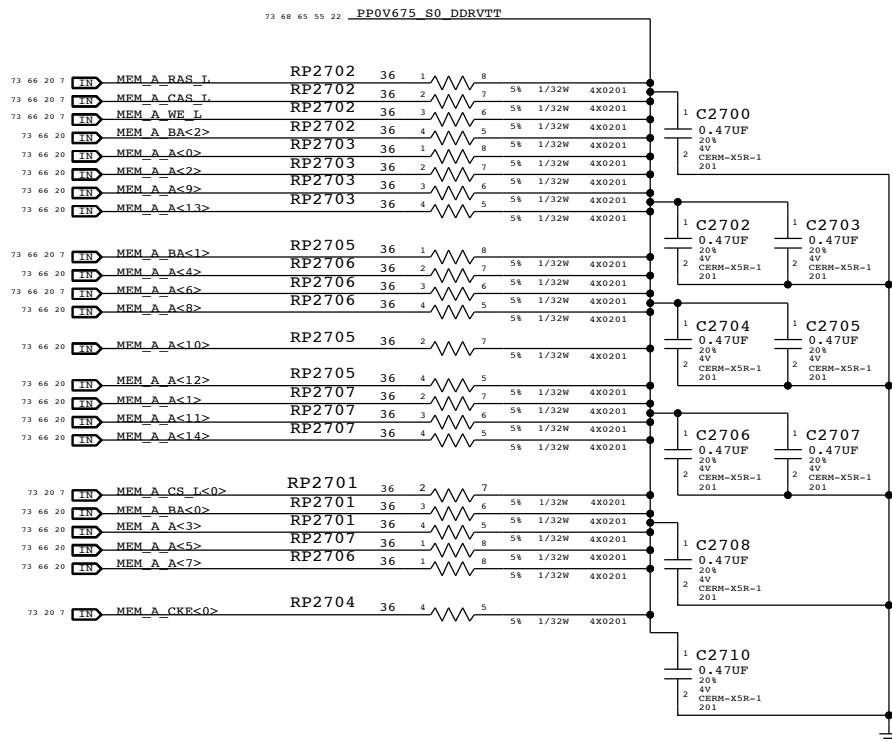 73 68 65 55 22 PP0V675_S0_DDRVTT
73 66 20 7 IN MEM_A_RAS_L RP2702 36 1 8 5% 1/32W 4X0201
73 66 20 7 IN MEM_A_CAS_L RP2702 36 2 7 5% 1/32W 4X0201
73 66 20 7 IN MEM_A_WE_L RP2702 36 3 6 5% 1/32W 4X0201
73 66 20 IN MEM_A_BA<2> RP2702 36 4 5 5% 1/32W 4X0201
73 66 20 IN MEM_A_A<0> RP2703 36 1 8 5% 1/32W 4X0201
73 66 20 IN MEM_A_A<2> RP2703 36 2 7 5% 1/32W 4X0201
73 66 20 IN MEM_A_A<9> RP2703 36 3 6 5% 1/32W 4X0201
73 66 20 IN MEM_A_A<13> RP2703 36 4 5 5% 1/32W 4X0201
73 66 20 7 IN MEM_A_BA<1> RP2705 36 1 8 5% 1/32W 4X0201
73 66 20 IN MEM_A_A<4> RP2706 36 2 7 5% 1/32W 4X0201
73 66 20 7 IN MEM_A_A<6> RP2706 36 3 6 5% 1/32W 4X0201
73 66 20 IN MEM_A_A<8> RP2706 36 4 5 5% 1/32W 4X0201
73 66 20 IN MEM_A_A<10> RP2705 36 2 7 5% 1/32W 4X0201
73 66 20 IN MEM_A_A<12> RP2705 36 4 5 5% 1/32W 4X0201
73 66 20 IN MEM_A_A<1> RP2707 36 2 7 5% 1/32W 4X0201
73 66 20 IN MEM_A_A<11> RP2707 36 3 6 5% 1/32W 4X0201
73 66 20 IN MEM_A_A<14> RP2707 36 4 5 5% 1/32W 4X0201
73 20 7 IN MEM_A_CS_L<0> RP2701 36 2 7 5% 1/32W 4X0201
73 66 20 IN MEM_A_BA<0> RP2701 36 3 6 5% 1/32W 4X0201
73 66 20 IN MEM_A_A<3> RP2701 36 4 5 5% 1/32W 4X0201
73 66 20 IN MEM_A_A<5> RP2707 36 1 8 5% 1/32W 4X0201
73 66 20 IN MEM_A_A<7> RP2706 36 1 8 5% 1/32W 4X0201
73 20 7 IN MEM_A_CKE<0> RP2704 36 4 5 5% 1/32W 4X0201
1 C2700
0.47UF
20%
4V
2 CERM-X5R-1
201
1 C2702 1 C2703
0.47UF 0.47UF
20% 20%
4V 4V
2 CERM-X5R-1 2 CERM-X5R-1
201 201
1 C2704 1 C2705
0.47UF 0.47UF
20% 20%
4V 4V
2 CERM-X5R-1 2 CERM-X5R-1
201 201
1 C2706 1 C2707
0.47UF 0.47UF
20% 20%
4V 4V
2 CERM-X5R-1 2 CERM-X5R-1
201 201
1 C2708
0.47UF
20%
4V
2 CERM-X5R-1
201
1 C2710
0.47UF
20%
4V
2 CERM-X5R-1
201